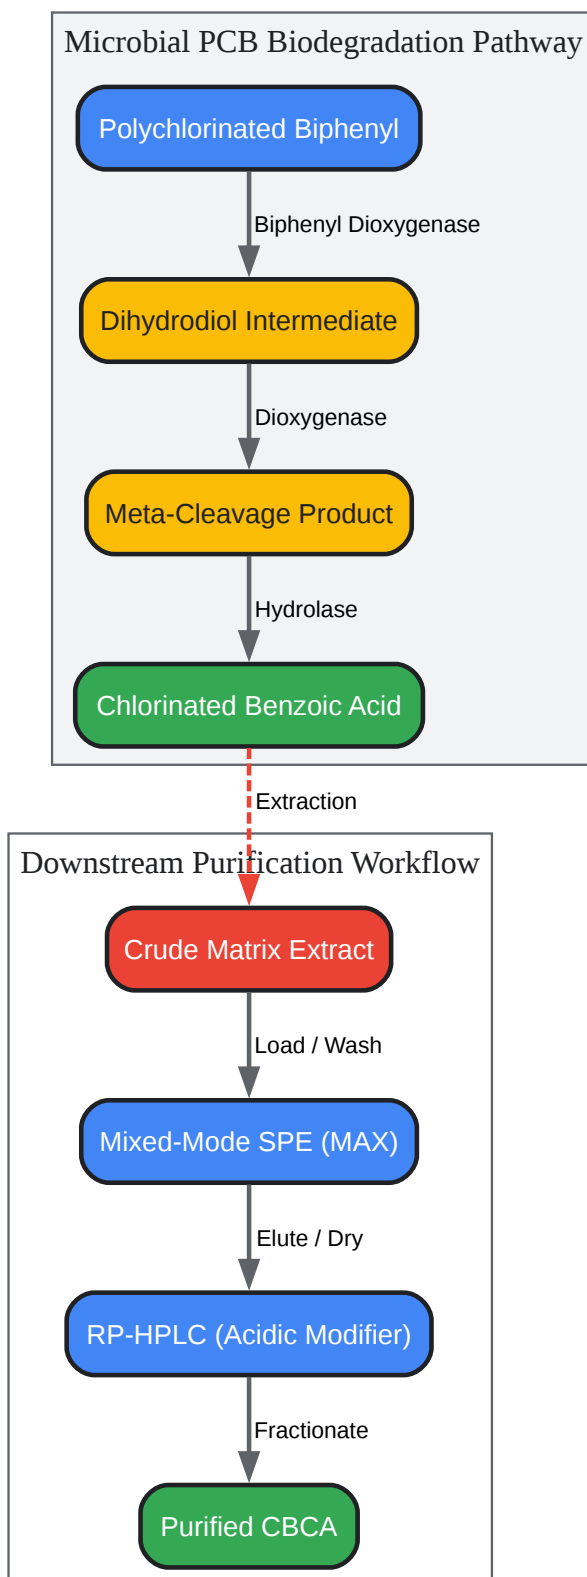 Microbial PCB Biodegradation Pathway
Polychlorinated Biphenyl
Biphenyl Dioxygenase
Dihydrodiol Intermediate
Dioxygenase
Meta-Cleavage Product
Hydrolase
Chlorinated Benzoic Acid
Extraction
Downstream Purification Workflow
Crude Matrix Extract
Load / Wash
Mixed-Mode SPE (MAX)
Elute / Dry
RP-HPLC (Acidic Modifier)
Fractionate
Purified CBCA